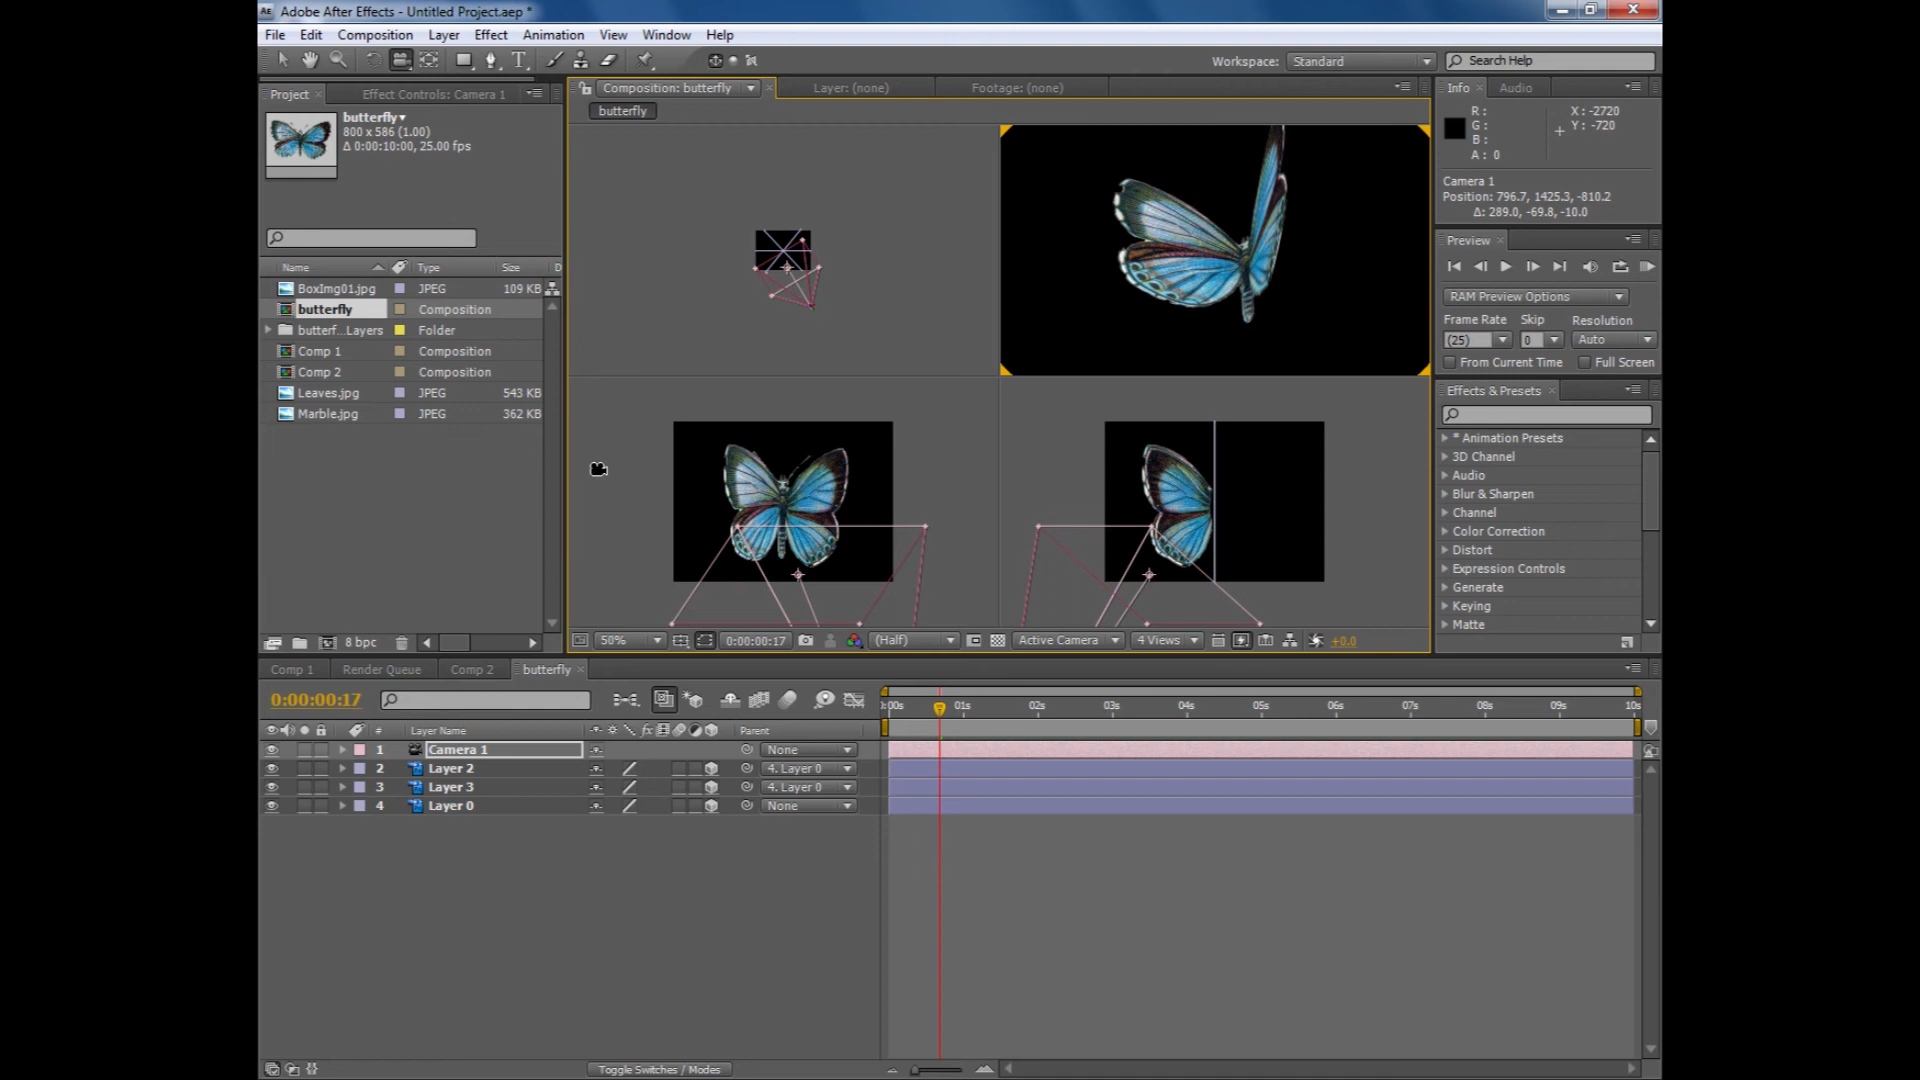 Adobe After Effects - Untitled Project.aep *
File Edit Composition Layer Effect Animation View Window Help
Workspace: Standard Search Help
Project Effect Controls: Camera 1 Composition: butterfly Layer: (none) Footage: (none) Info Audio
butterfly
butterfly
800 x 586 (1.00)
Δ 0:00:10:00, 25.00 fps
R :
G :
B :
A : 0
X : -2720
Y : -720
Camera 1
Position: 796.7, 1425.3, -810.2
Δ: 289.0, -69.8, -10.0
Preview
RAM Preview Options
Frame Rate Skip Resolution
(25) 0 Auto
From Current Time Full Screen
Name Type Size D
BoxImg01.jpg JPEG 109 KB
butterfly Composition
butterf...Layers Folder
Comp 1 Composition
Comp 2 Composition
Leaves.jpg JPEG 543 KB
Marble.jpg JPEG 362 KB
Effects & Presets
* Animation Presets
3D Channel
Audio
Blur & Sharpen
Channel
Color Correction
Distort
Expression Controls
Generate
Keying
Matte
8 bpc
50% 0:00:00:17 (Half) Active Camera 4 Views +0.0
Comp 1 Render Queue Comp 2 butterfly
0:00:00:17
:00s 01s 02s 03s 04s 05s 06s 07s 08s 09s 10s
# Layer Name fx Parent
1 Camera 1 None
2 Layer 2 4. Layer 0
3 Layer 3 4. Layer 0
4 Layer 0 None
Toggle Switches / Modes